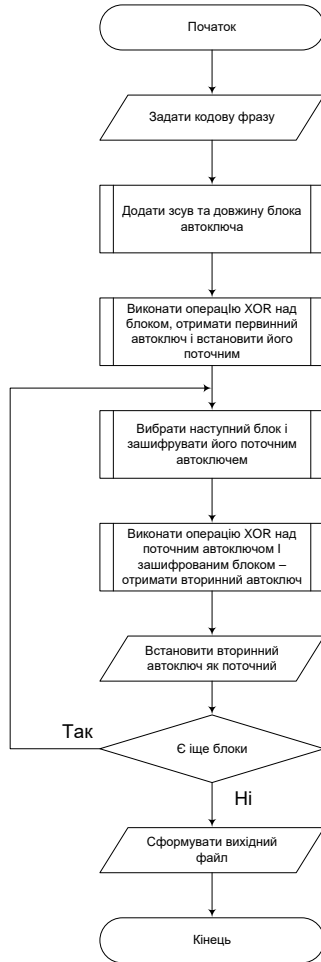 Початок
Задати кодову фразу
Додати зсув та довжину блока
автоключа
Виконати операцІю XOR над
блоком, отримати первинний
автоключ і встановити його
поточним
Вибрати наступний блок і
зашифрувати його поточним
автоключем
Виконати операцію XOR над
поточним автоключом І
зашифрованим блоком –
отримати вторинний автоключ
Встановити вторинний
автоключ як поточний
Так
Є іще блоки
Ні
Сформувати вихідний
файл
Кінець